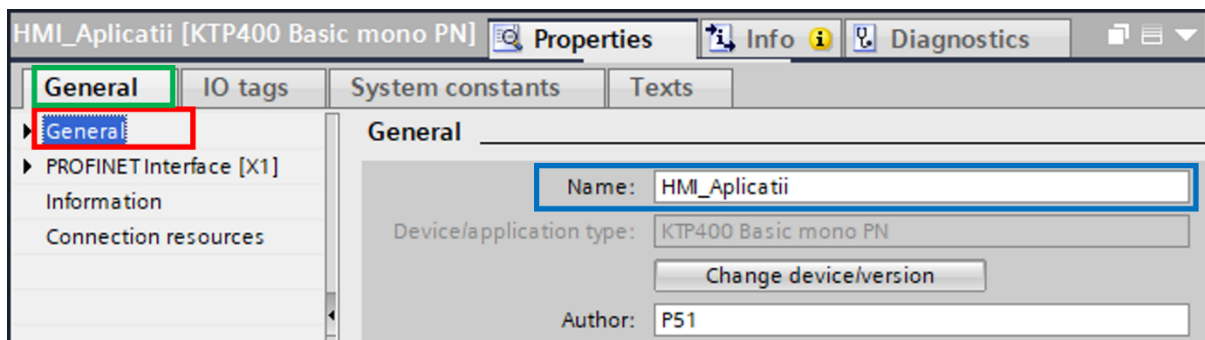 HMI_Aplicatii [KTP400 Basic mono PN] Properties Info Diagnostics
General IO tags System constants Texts
General
PROFINET Interface [X1]
Information
Connection resources
General
Name: HMI_Aplicatii
Device/application type: KTP400 Basic mono PN
Change device/version
Author: P51